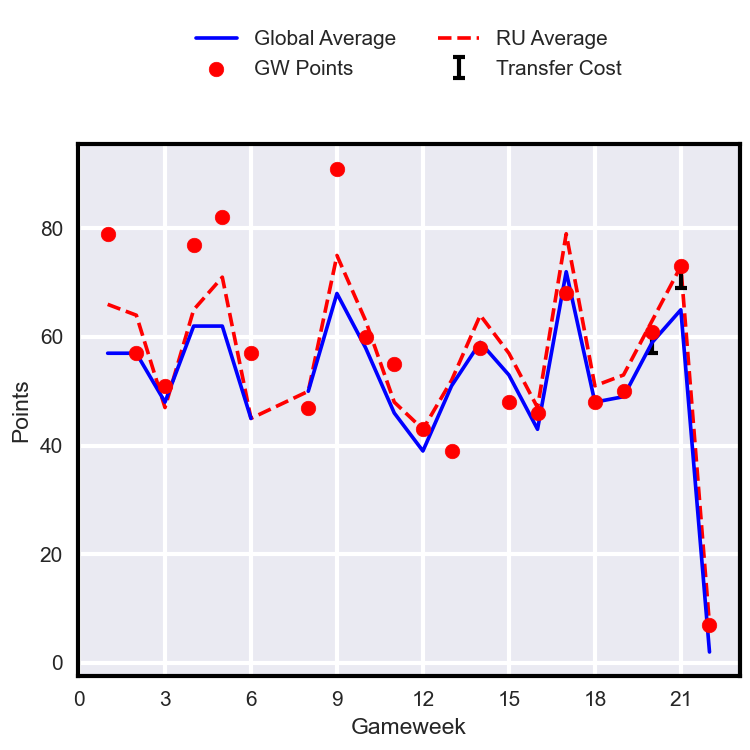 Global Average
RU Average
GW Points
Transfer Cost
80
60
40
20
0
Points
0 3 6 9 12 15 18 21
Gameweek